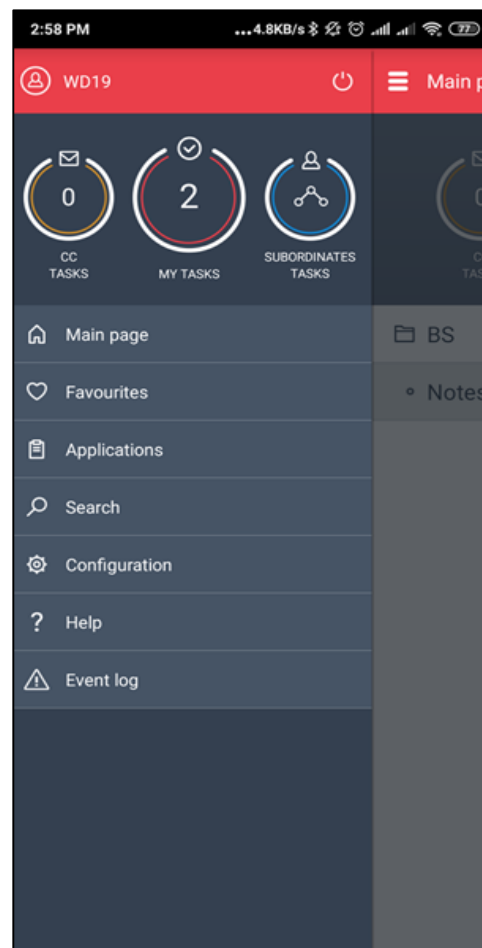 2:58 PM ...4.8KB/s 77
WD19 Main p
0 2
CC
TASKS MY TASKS SUBORDINATES
TASKS
Main page BS
Favourites Notes
Applications
Search
Configuration
? Help
Event log